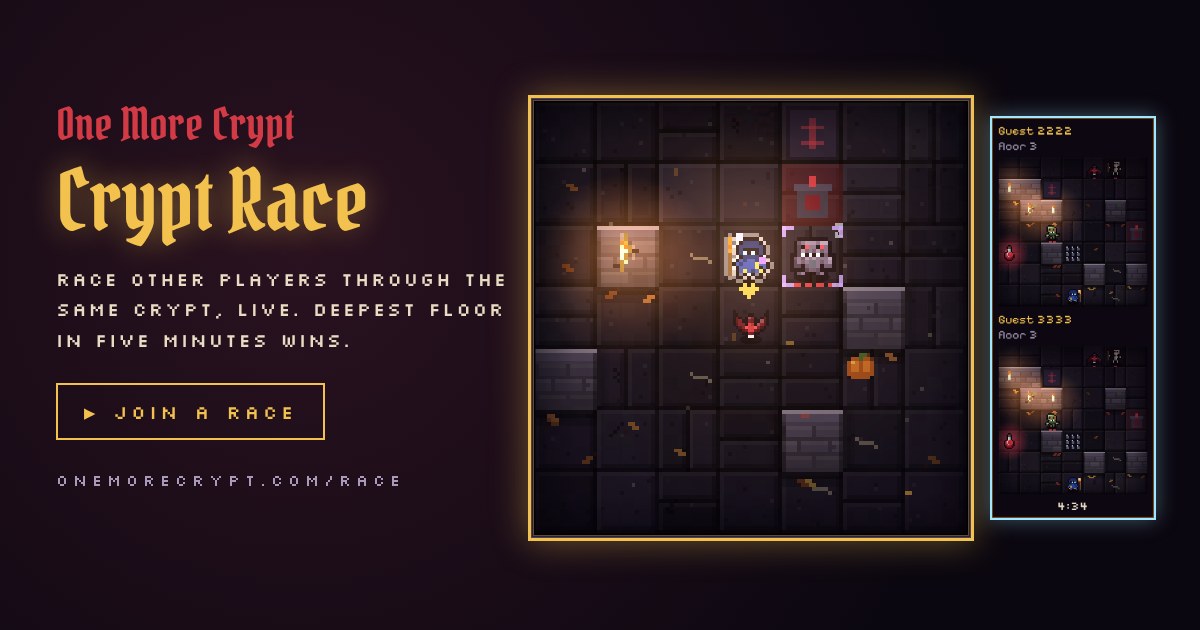 One More Crypt
Crypt Race
RACE OTHER PLAYERS THROUGH THE
SAME CRYPT, LIVE. DEEPEST FLOOR
IN FIVE MINUTES WINS.
▶ JOIN A RACE
ONEMORECRYPT.COM/RACE
Guest 2222
floor 3
Guest 3333
floor 3
4:34